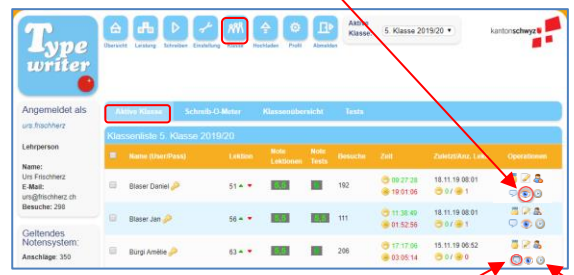 Type
writer
Übersicht
Leistung
Schreiben
Einstellung
Klasse
Hochladen
Profil
Abmelden
Aktive
Klasse:
5. Klasse 2019/20
kantonschwyz
Angemeldet als
urs.frischherz
Lehrperson
Name:
Urs Frischherz
E-Mail:
urs@frischherz.ch
Besuche: 298
Geltendes
Notensystem:
Anschläge: 350
Aktive Klasse Schreib-O-Meter Klassenübersicht Tests
Klassenliste 5. Klasse 2019/20
Name (User/Pass) Lektion Note Lektionen Note Tests Besuche Zeit Zuletzt/Anz. Operationen
Blaser Daniel 51 192 09:27:28 18.11.19 08:01
19:01:06 0 / 1
Blaser Jan 56 111 11:38:49 18.11.19 08:01
01:52:56 0 / 1
Bürgi Amélie 63 206 17:17:06 15.11.19 06:52
03:05:14 0 / 0